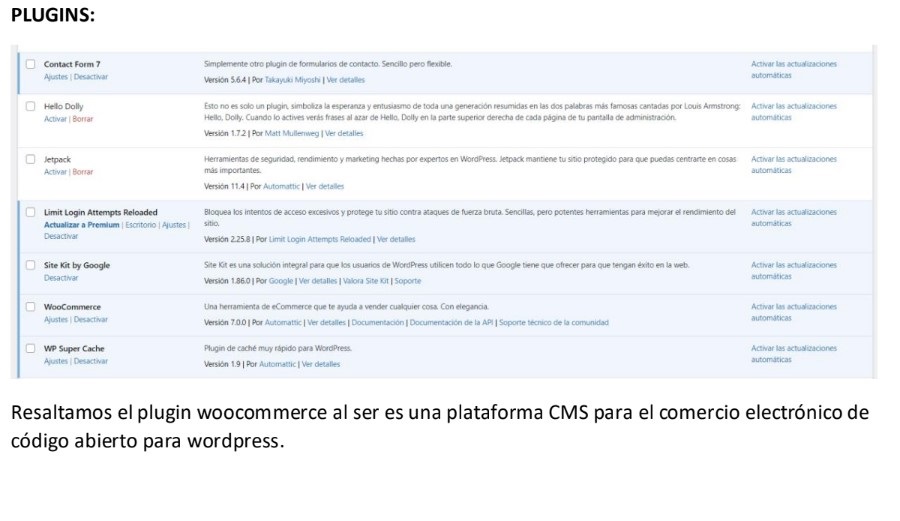 PLUGINS:
Contact Form 7 Simplemente otro plugin de formularios de contacto. Sencillo pero flexible. Activar las actualizaciones
Ajustes | Desactivar Versión 5.6.4 | Por Takayuki Miyoshi | Ver detalles automáticas
Hello Dolly Esto no es solo un plugin, simboliza la esperanza y entusiasmo de toda una generación resumidas en las dos palabras más famosas cantadas por Louis Armstrong: Activar las actualizaciones
Activar | Borrar Hello, Dolly. Cuando lo actives verás frases al azar de Hello, Dolly en la parte superior derecha de cada página de tu pantalla de administración. automáticas
Versión 1.7.2 | Por Matt Mullenweg | Ver detalles
Jetpack Herramientas de seguridad, rendimiento y marketing hechas por expertos en WordPress. Jetpack mantiene tu sitio protegido para que puedas centrarte en cosas Activar las actualizaciones
Activar | Borrar más importantes. automáticas
Versión 11.4 | Por Automattic | Ver detalles
Limit Login Attempts Reloaded Bloquea los intentos de acceso excesivos y protege tu sitio contra ataques de fuerza bruta. Sencillas, pero potentes herramientas para mejorar el rendimiento del Activar las actualizaciones
Actualizar a Premium | Escritorio | Ajustes | sitio. automáticas
Desactivar Versión 2.25.8 | Por Limit Login Attempts Reloaded | Ver detalles
Site Kit by Google Site Kit es una solución integral para que los usuarios de WordPress utilicen todo lo que Google tiene que ofrecer para que tengan éxito en la web. Activar las actualizaciones
Desactivar Versión 1.86.0 | Por Google | Ver detalles | Valora Site Kit | Soporte automáticas
WooCommerce Una herramienta de eCommerce que te ayuda a vender cualquier cosa. Con elegancia. Activar las actualizaciones
Ajustes | Desactivar Versión 7.0.0 | Por Automattic | Ver detalles | Documentación | Documentación de la API | Soporte técnico de la comunidad automáticas
WP Super Cache Plugin de caché muy rápido para WordPress. Activar las actualizaciones
Ajustes | Desactivar Versión 1.9 | Por Automattic | Ver detalles automáticas
Resaltamos el plugin woocommerce al ser es una plataforma CMS para el comercio electrónico de
código abierto para wordpress.